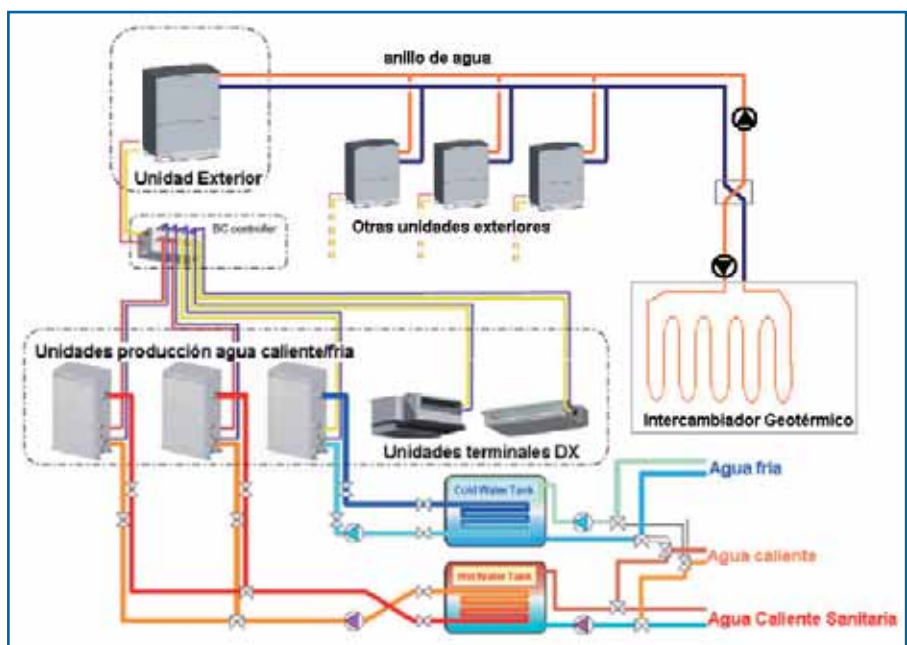 anillo de agua
Unidad Exterior
BC controller
Otras unidades exteriores
Unidades producción agua caliente/fria
Intercambiador Geotérmico
Unidades terminales DX
Agua fria
Cold Water Tank
Agua caliente
Hot Water Tank
Agua Caliente Sanitaria